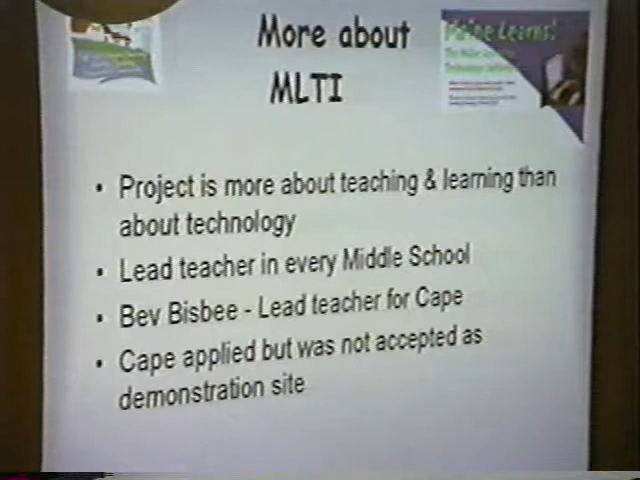 More about
MLTI
Maine Learns!
• Project is more about teaching & learning than
about technology
• Lead teacher in every Middle School
• Bev Bisbee - Lead teacher for Cape
• Cape applied but was not accepted as
demonstration site